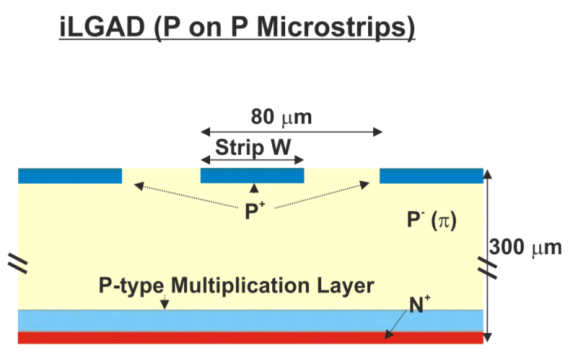 iLGAD (P on P Microstrips)
80 μm
Strip W
P⁺
P⁻ (π)
300 μm
P-type Multiplication Layer
N⁺